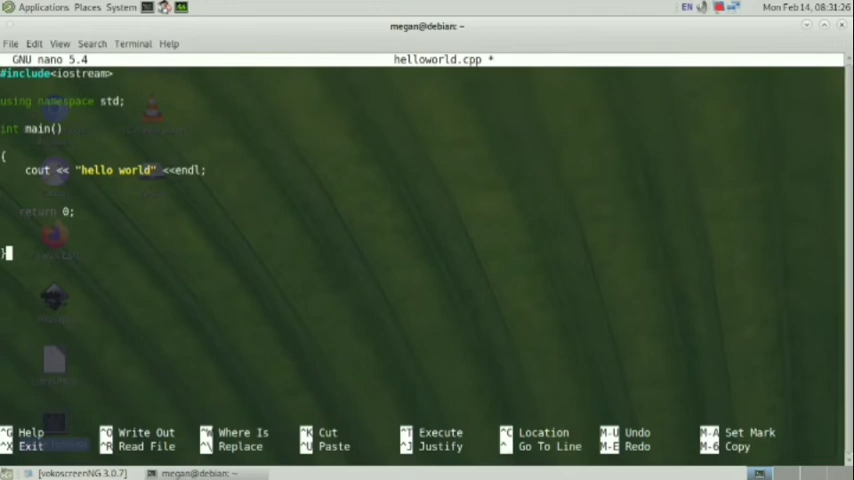 Applications Places System EN Mon Feb 14, 08:31:26
megan@debian: ~
File Edit View Search Terminal Help
GNU nano 5.4 helloworld.cpp *
#include<iostream>
using namespace std;
int main()
{
cout << "hello world" <<endl;
return 0;
}
^G Help ^O Write Out ^W Where Is ^K Cut ^T Execute ^C Location M-U Undo M-A Set Mark
^X Exit ^R Read File ^\ Replace ^U Paste ^J Justify ^_ Go To Line M-E Redo M-6 Copy
[vokoscreenNG 3.0.7] megan@debian: ~